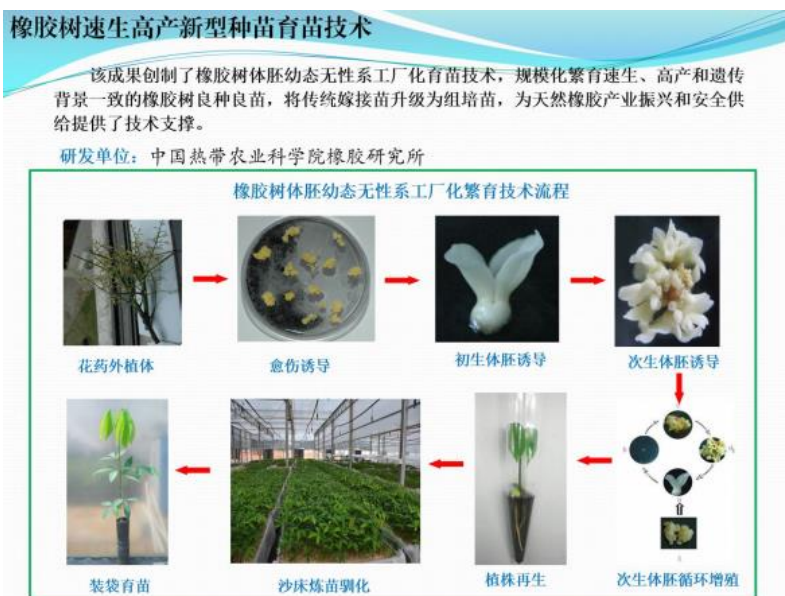 橡胶树速生高产新型种苗育苗技术
该成果创制了橡胶树体胚幼态无性系工厂化育苗技术，规模化繁育速生、高产和遗传
背景一致的橡胶树良种良苗，将传统嫁接苗升级为组培苗，为天然橡胶产业振兴和安全供
给提供了技术支撑。
研发单位：中国热带农业科学院橡胶研究所
橡胶树体胚幼态无性系工厂化繁育技术流程
花药外植体
愈伤诱导
初生体胚诱导
次生体胚诱导
装袋育苗
沙床炼苗驯化
植株再生
次生体胚循环增殖